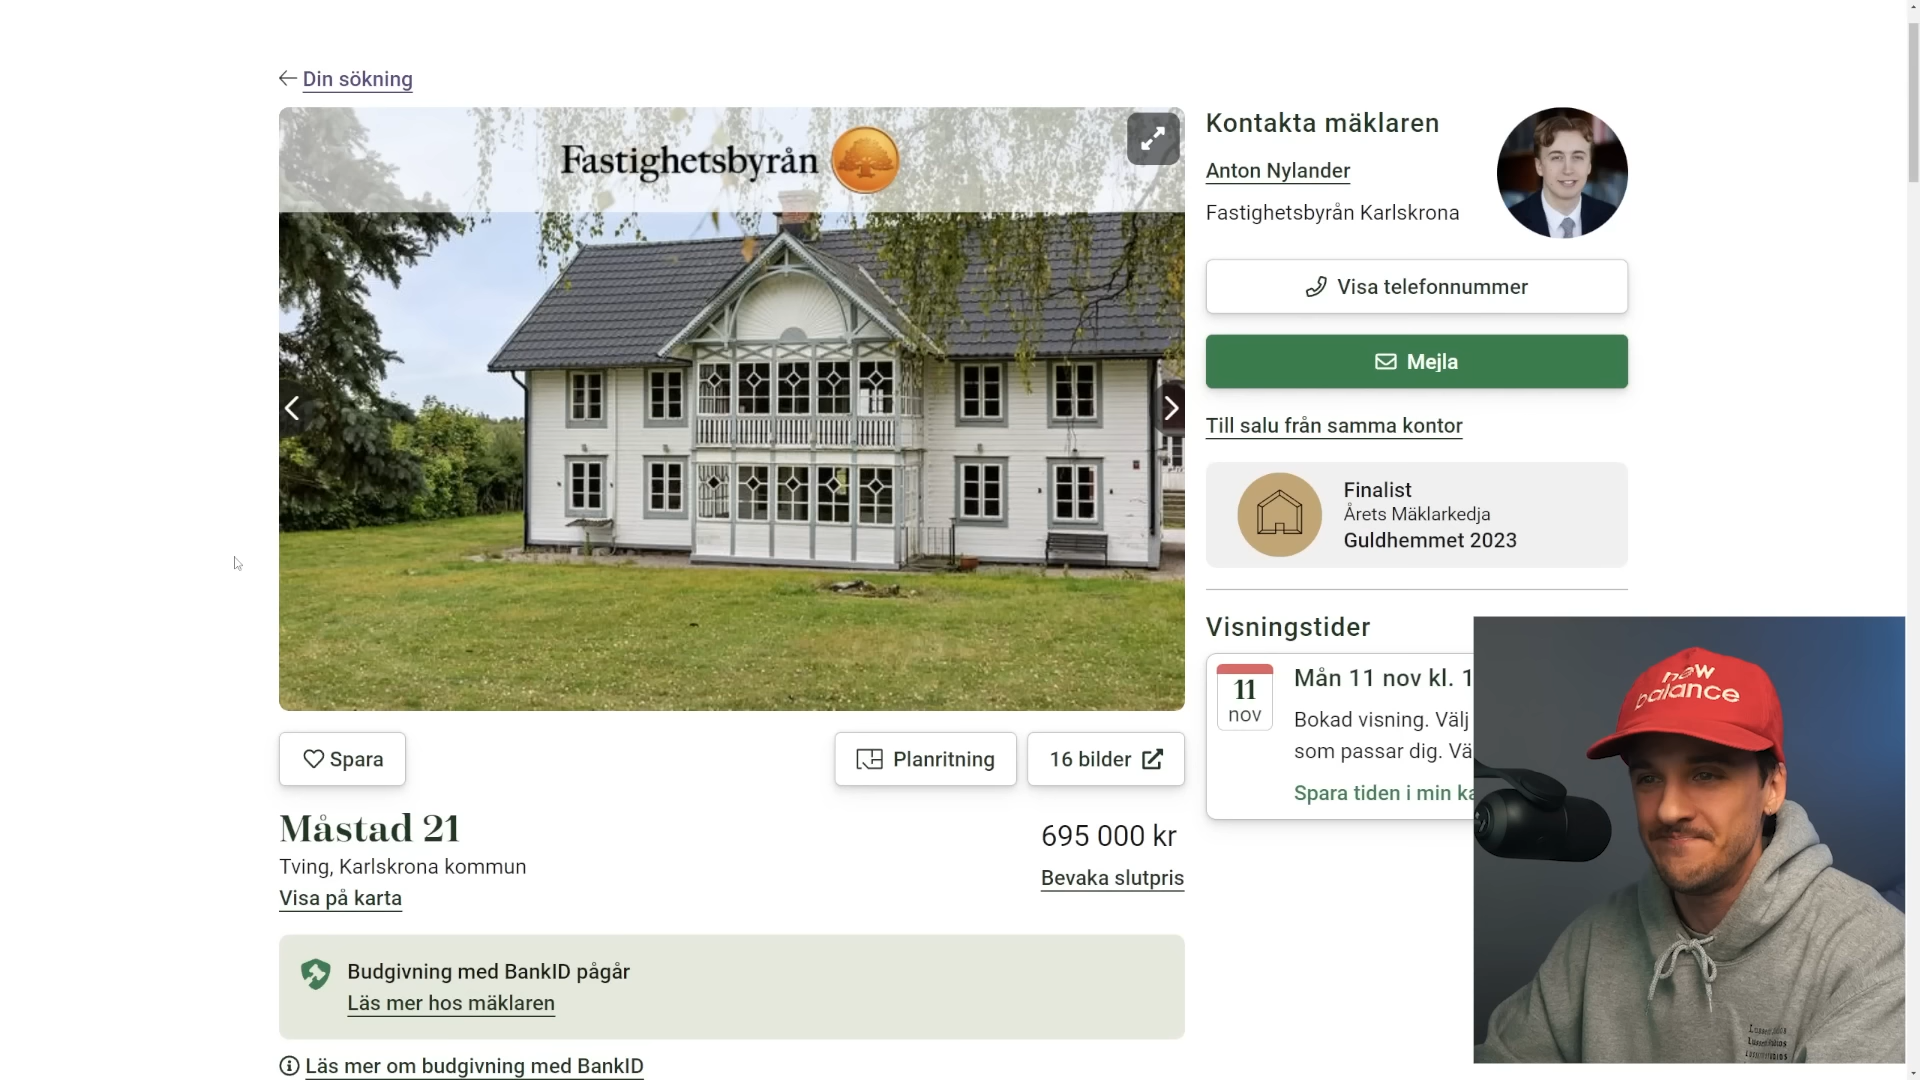 Din sökning
Fastighetsbyrån
Kontakta mäklaren
Anton Nylander
Fastighetsbyrån Karlskrona
Visa telefonnummer
Mejla
Till salu från samma kontor
Finalist
Årets Mäklarkedja
Guldhemmet 2023
Visningstider
11
nov
Mån 11 nov kl. 1
Bokad visning. Välj
som passar dig. Vä
Spara tiden i min ka
new
balance
Spara
Planritning
16 bilder
Måstad 21
Tving, Karlskrona kommun
Visa på karta
695 000 kr
Bevaka slutpris
Budgivning med BankID pågår
Läs mer hos mäklaren
Läs mer om budgivning med BankID